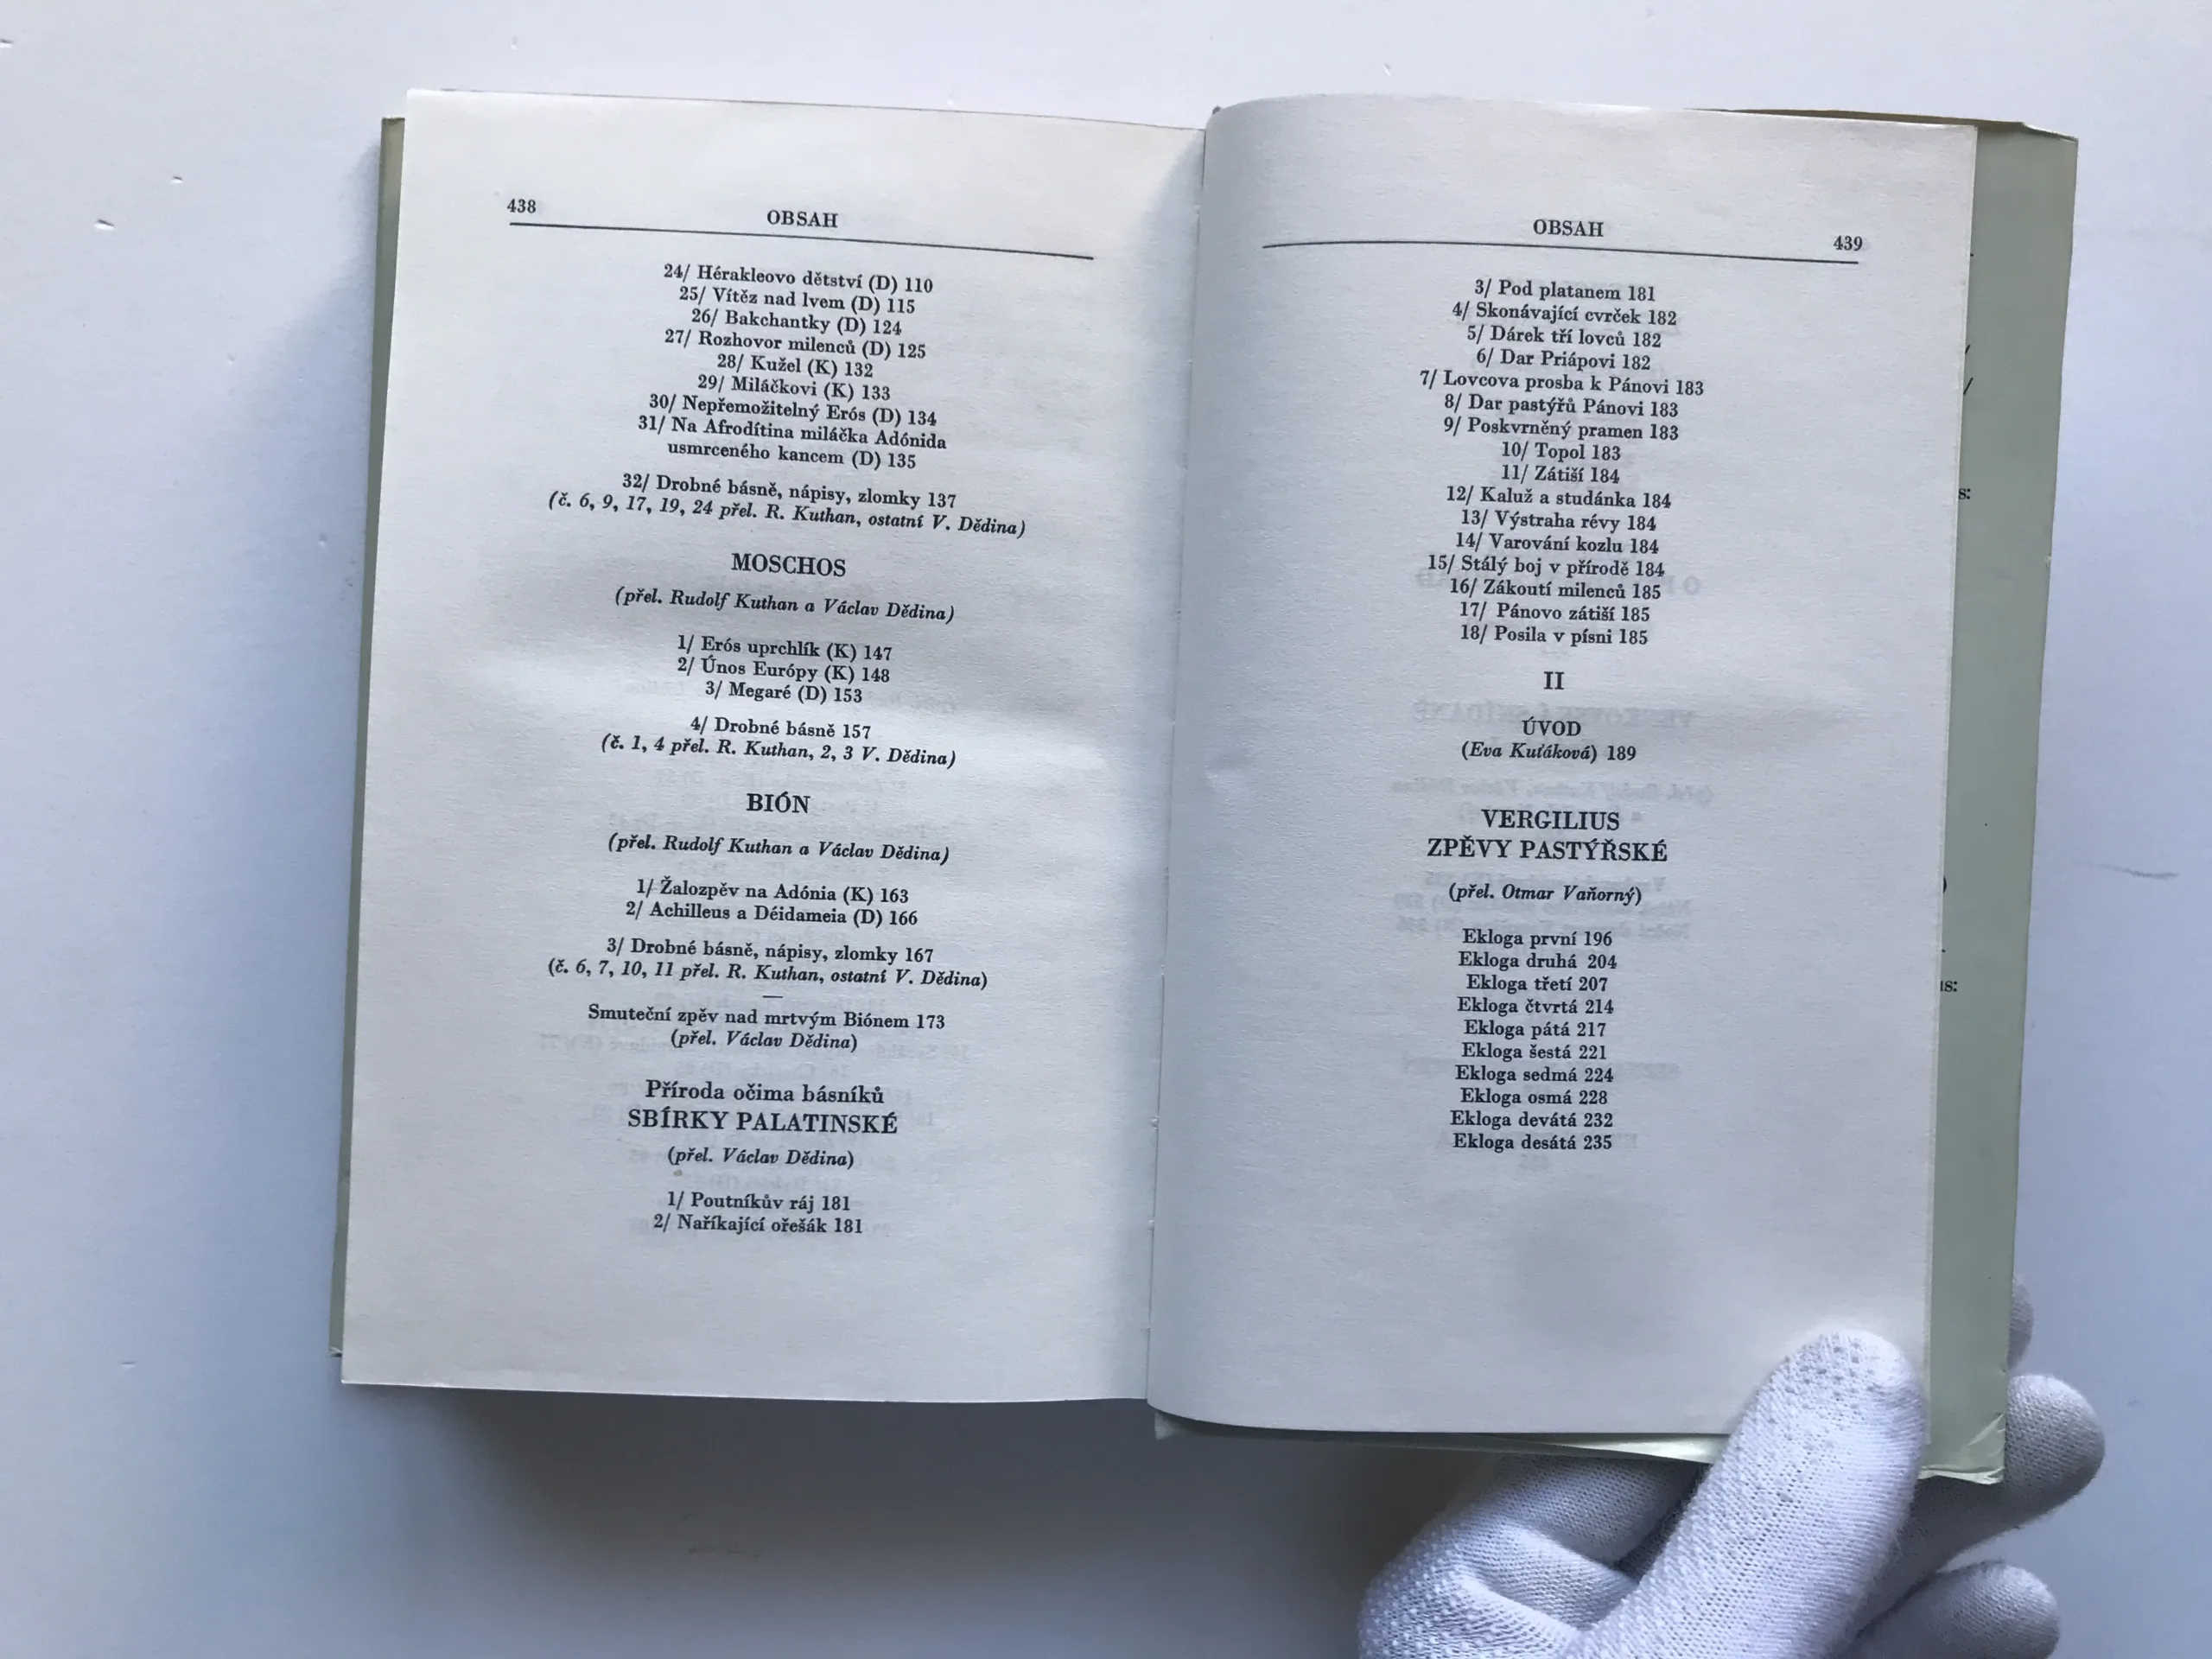 438
OBSAH
24/ Hérakleovo dětství (D) 110
25/ Vítěz nad lvem (D) 115
26/ Bakchantky (D) 124
27/ Rozhovor milenců (D) 125
28/ Kužel (K) 132
29/ Miláčkovi (K) 133
30/ Nepřemožitelný Erós (D) 134
31/ Na Afrodítina miláčka Adónida
usmrceného kancem (D) 135
32/ Drobné básně, nápisy, zlomky 137
(č. 6, 9, 17, 19, 24 přel. R. Kuthan, ostatní V. Dědina)
MOSCHOS
(přel. Rudolf Kuthan a Václav Dědina)
1/ Erós uprchlík (K) 147
2/ Únos Európy (K) 148
3/ Megaré (D) 153
4/ Drobné básně 157
(č. 1, 4 přel. R. Kuthan, 2, 3 V. Dědina)
BIÓN
(přel. Rudolf Kuthan a Václav Dědina)
1/ Žalozpěv na Adónia (K) 163
2/ Achilleus a Déidameia (D) 166
3/ Drobné básně, nápisy, zlomky 167
(č. 6, 7, 10, 11 přel. R. Kuthan, ostatní V. Dědina)
Smuteční zpěv nad mrtvým Biónem 173
(přel. Václav Dědina)
Příroda očima básníků
SBÍRKY PALATINSKÉ
(přel. Václav Dědina)
1/ Poutníkův ráj 181
2/ Naříkající ořešák 181
OBSAH
439
3/ Pod platanem 181
4/ Skonávající cvrček 182
5/ Dárek tří lovců 182
6/ Dar Priápovi 182
7/ Lovcova prosba k Pánovi 183
8/ Dar pastýřů Pánovi 183
9/ Poskvrněný pramen 183
10/ Topol 183
11/ Zátiší 184
12/ Kaluž a studánka 184
13/ Výstraha révy 184
14/ Varování kozlu 184
15/ Stálý boj v přírodě 184
16/ Zákoutí milenců 185
17/ Pánovo zátiší 185
18/ Posila v písni 185
II
ÚVOD
(Eva Kuťáková) 189
VERGILIUS
ZPĚVY PASTÝŘSKÉ
(přel. Otmar Vaňorný)
Ekloga první 196
Ekloga druhá 204
Ekloga třetí 207
Ekloga čtvrtá 214
Ekloga pátá 217
Ekloga šestá 221
Ekloga sedmá 224
Ekloga osmá 228
Ekloga devátá 232
Ekloga desátá 235